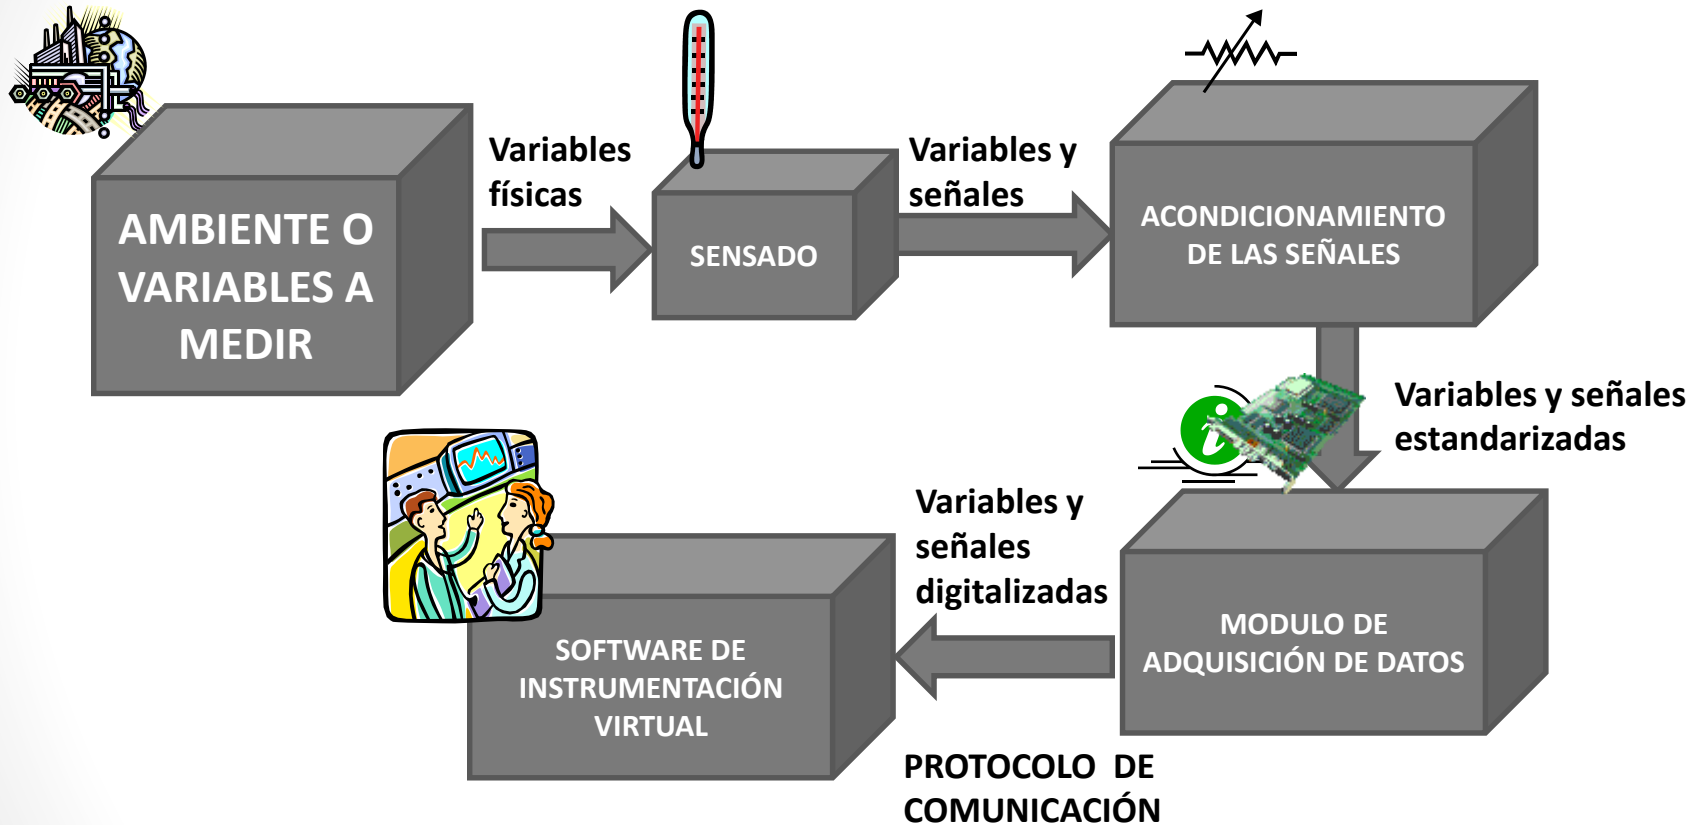 AMBIENTE O
VARIABLES A
MEDIR
Variables
físicas
SENSADO
Variables y
señales
ACONDICIONAMIENTO
DE LAS SEÑALES
Variables y señales
estandarizadas
i
MODULO DE
ADQUISICIÓN DE DATOS
Variables y
señales
digitalizadas
PROTOCOLO DE
COMUNICACIÓN
SOFTWARE DE
INSTRUMENTACIÓN
VIRTUAL